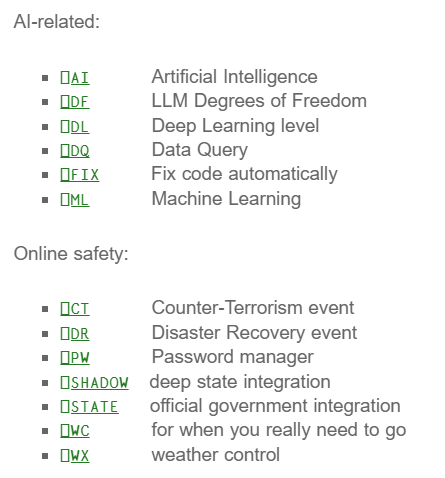 AI-related:
⎕AI Artificial Intelligence
⎕DF LLM Degrees of Freedom
⎕DL Deep Learning level
⎕DQ Data Query
⎕FIX Fix code automatically
⎕ML Machine Learning
Online safety:
⎕CT Counter-Terrorism event
⎕DR Disaster Recovery event
⎕PW Password manager
⎕SHADOW deep state integration
⎕STATE official government integration
⎕WC for when you really need to go
⎕WX weather control